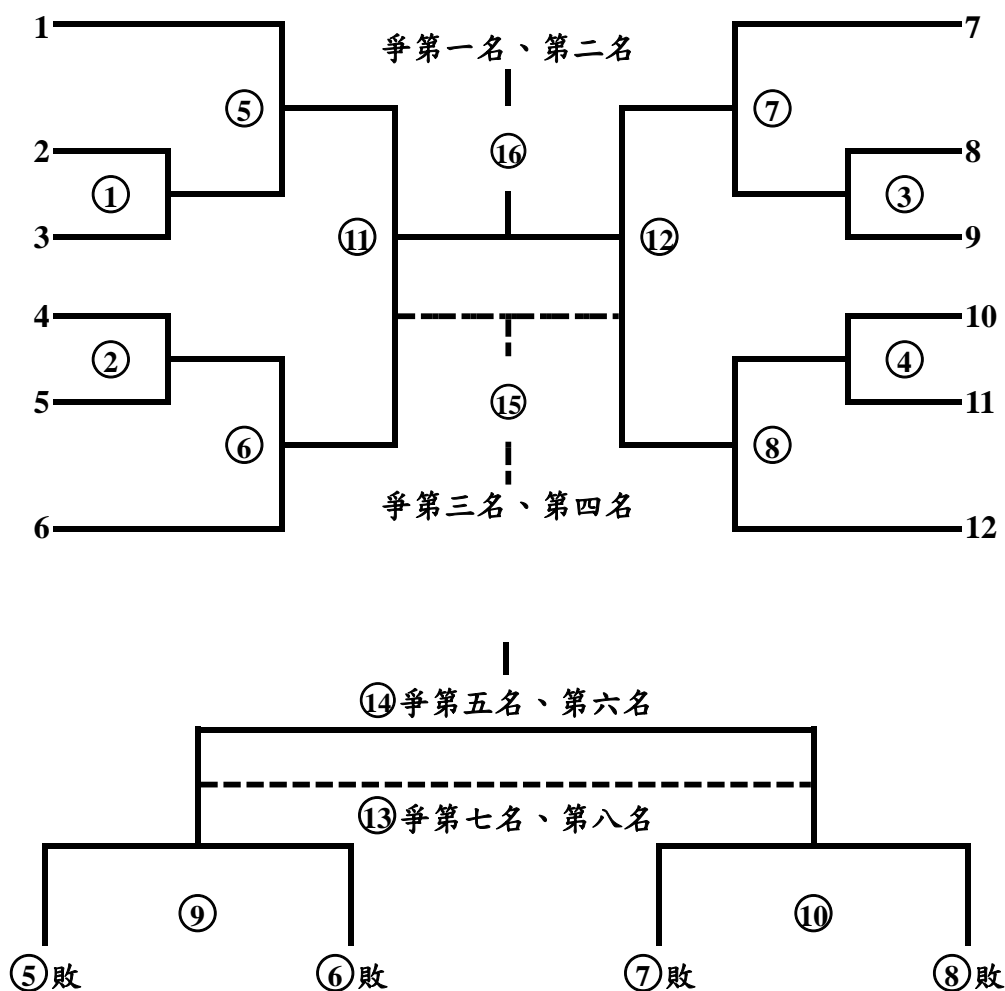 1 7
爭第一名、第二名
⑤ ⑦
2 ⑯ 8
① ③
3 ⑪ ⑫ 9
4 10
② ④
5 ⑮ 11
⑥ ⑧
爭第三名、第四名
6 12
⑭爭第五名、第六名
⑬爭第七名、第八名
⑨ ⑩
⑤敗 ⑥敗 ⑦敗 ⑧敗